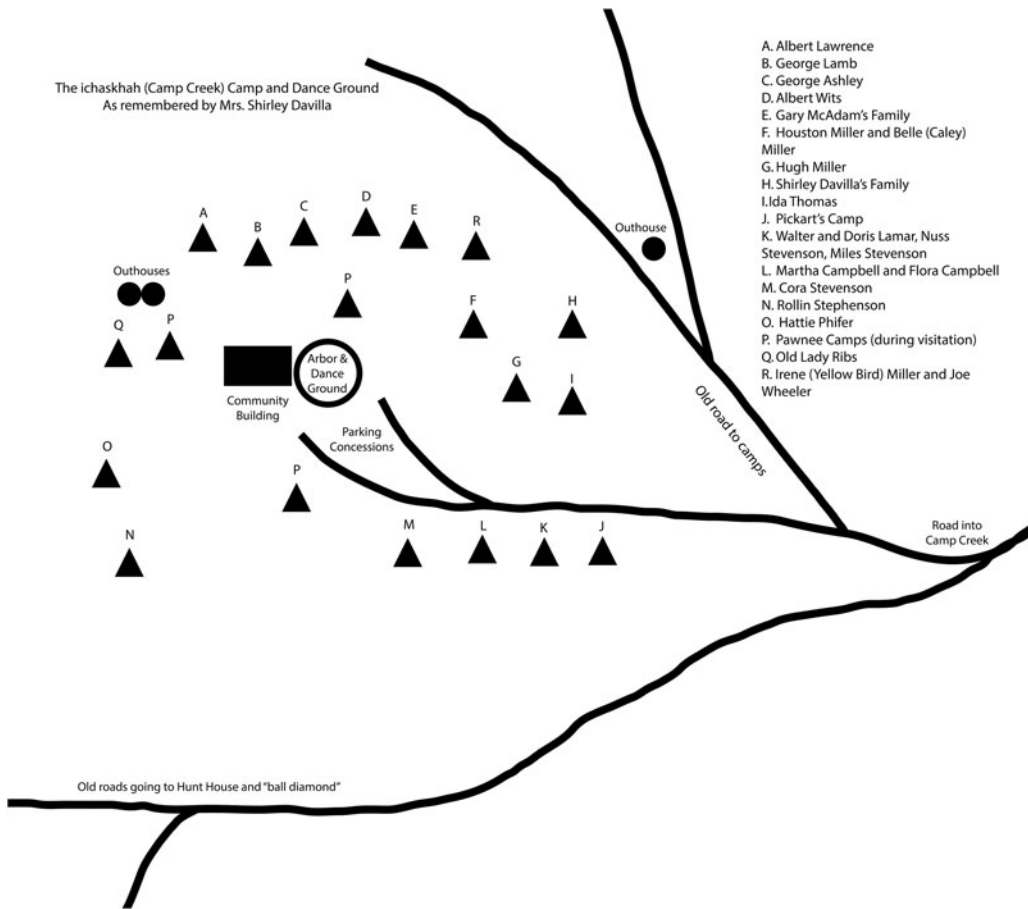 The ichaskhah (Camp Creek) Camp and Dance Ground
As remembered by Mrs. Shirley Davilla
A. Albert Lawrence
B. George Lamb
C. George Ashley
D. Albert Wits
E. Gary McAdam's Family
F. Houston Miller and Belle (Caley)
Miller
G. Hugh Miller
H. Shirley Davilla's Family
I.Ida Thomas
J. Pickart's Camp
K. Walter and Doris Lamar, Nuss
Stevenson, Miles Stevenson
L. Martha Campbell and Flora Campbell
M. Cora Stevenson
N. Rollin Stephenson
O. Hattie Phifer
P. Pawnee Camps (during visitation)
Q. Old Lady Ribs
R. Irene (Yellow Bird) Miller and Joe
Wheeler
A
B
C
D
E
R
Outhouse
Outhouses
P
F
H
Q
P
G
I
Arbor &
Dance
Ground
Community
Building
Parking
Concessions
Old road to camps
O
P
N
M
L
K
J
Road into
Camp Creek
Old roads going to Hunt House and "ball diamond"